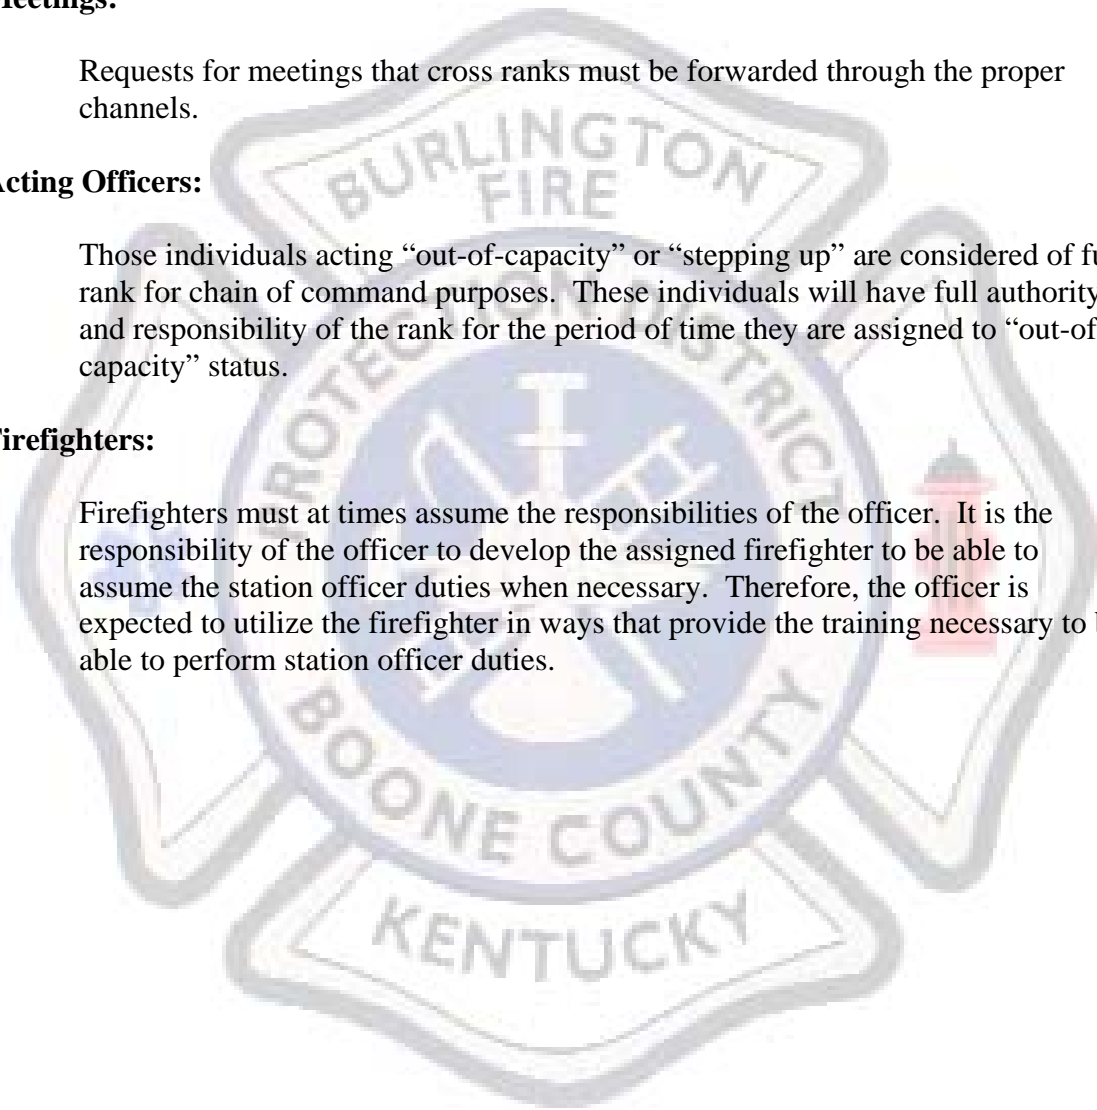 Meetings:
Requests for meetings that cross ranks must be forwarded through the proper
channels.
Acting Officers:
Those individuals acting “out-of-capacity” or “stepping up” are considered of
rank for chain of command purposes.  These individuals will have full authority
and responsibility of the rank for the period of time they are assigned to “out-of
capacity” status.
Firefighters:
Firefighters must at times assume the responsibilities of the officer.  It is the
responsibility of the officer to develop the assigned firefighter to be able to
assume the station officer duties when necessary.  Therefore, the officer is
expected to utilize the firefighter in ways that provide the training necessary to
able to perform station officer duties.
BURLINGTON
FIRE
PROTECTION DISTRICT
BOONE COUNTY
KENTUCKY